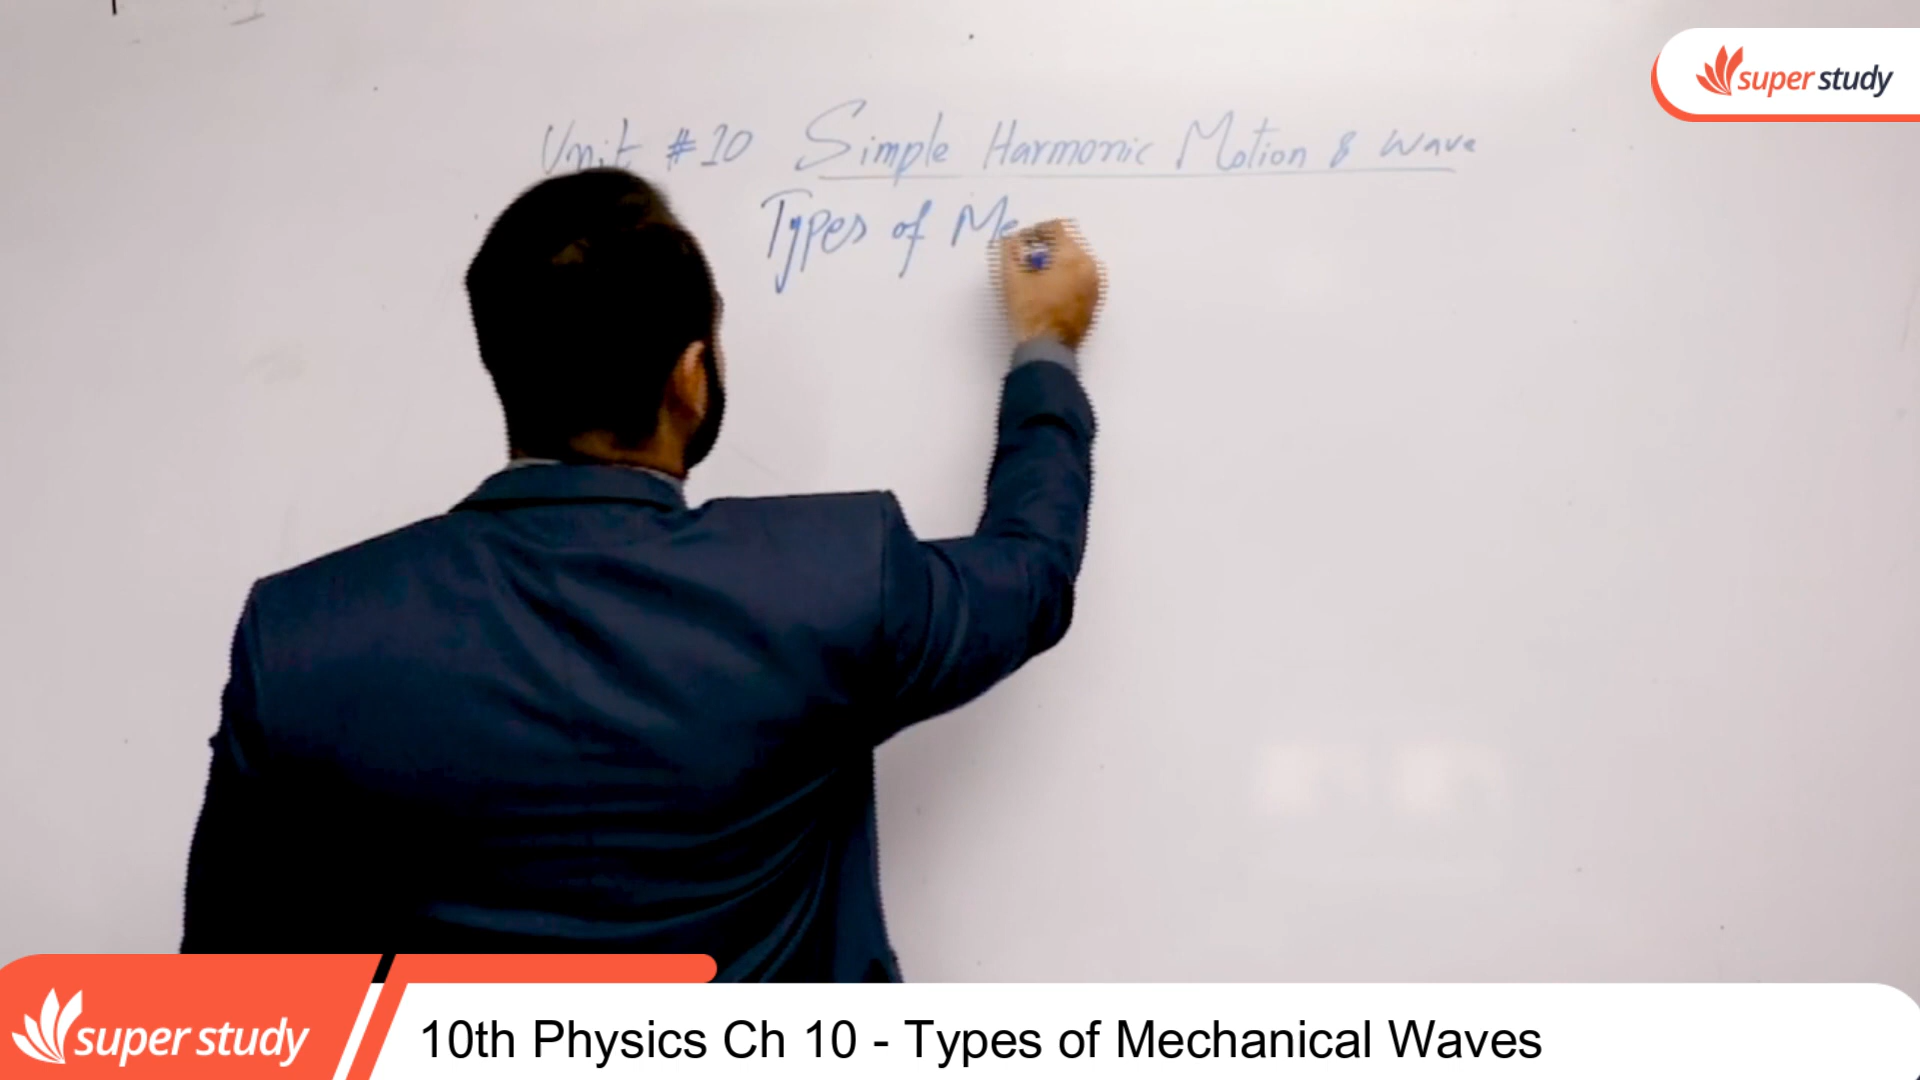 super study
Unit #10 Simple Harmonic Motion & Wave
Types of Me
super study
10th Physics Ch 10 - Types of Mechanical Waves